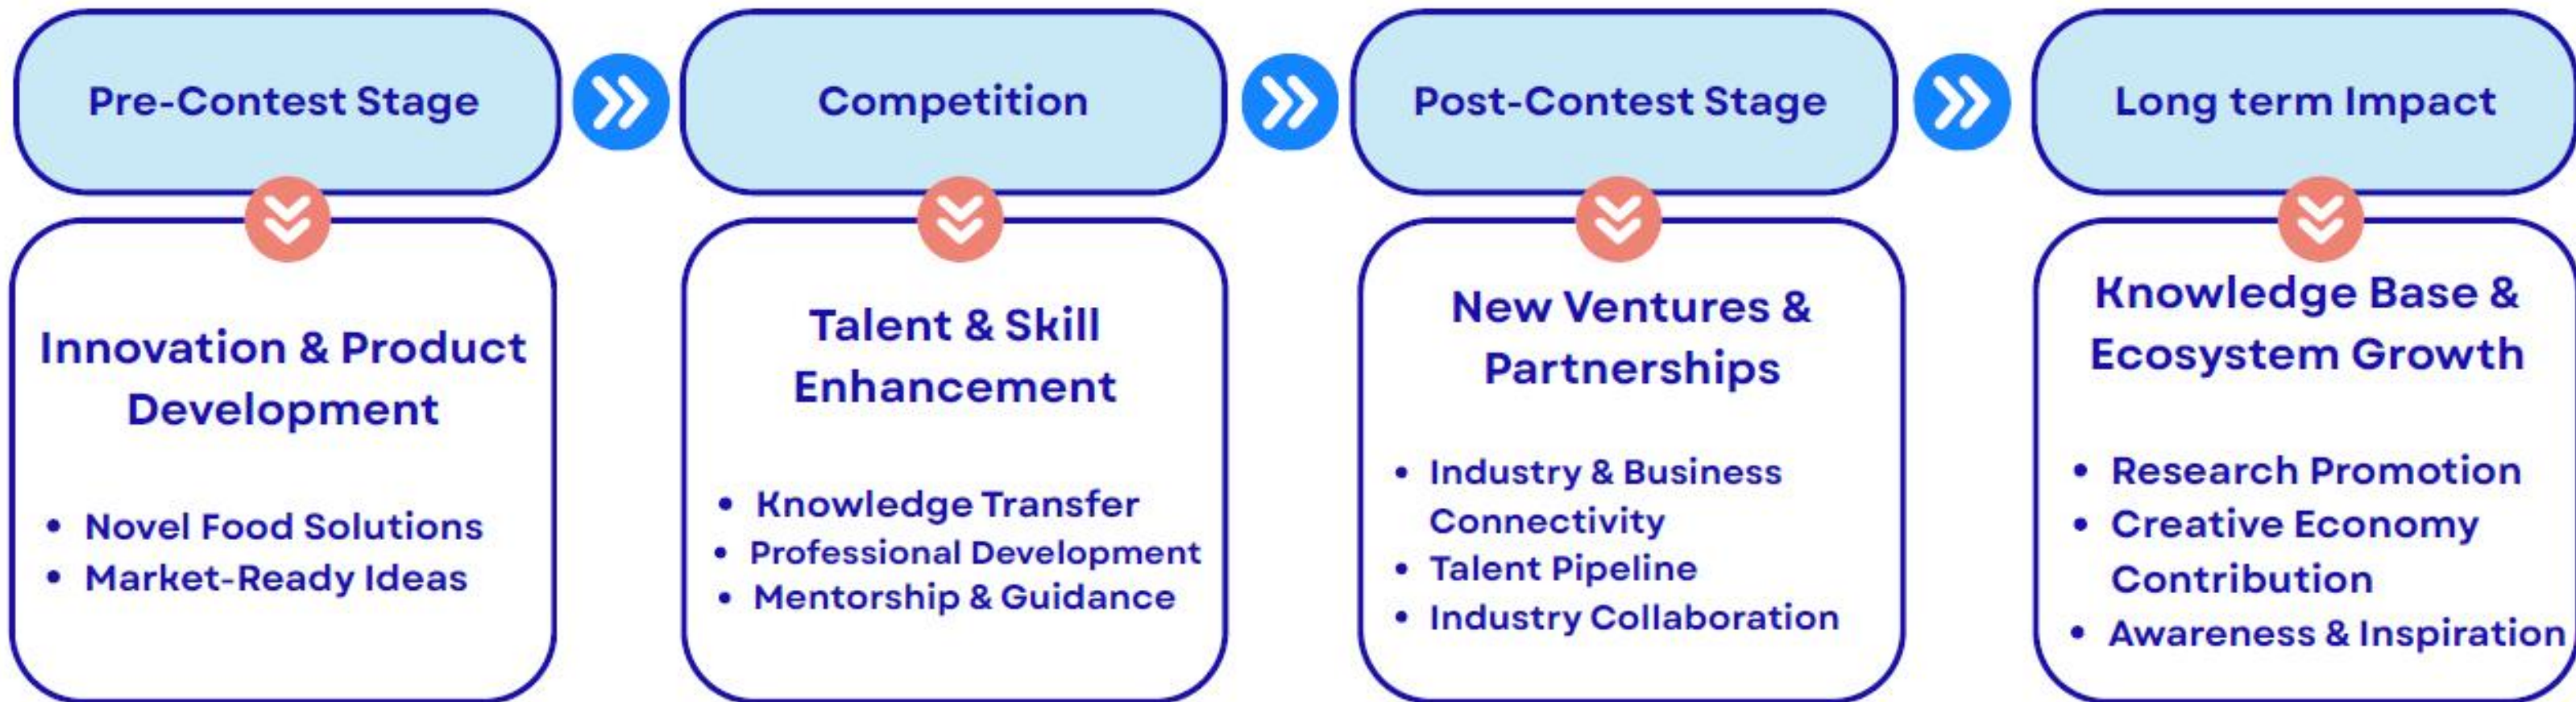 Pre-Contest Stage
Competition
Post-Contest Stage
Long term Impact
Innovation & Product
Development
• Novel Food Solutions
• Market-Ready Ideas
Talent & Skill
Enhancement
• Knowledge Transfer
• Professional Development
• Mentorship & Guidance
New Ventures &
Partnerships
• Industry & Business
Connectivity
• Talent Pipeline
• Industry Collaboration
Knowledge Base &
Ecosystem Growth
• Research Promotion
• Creative Economy
Contribution
• Awareness & Inspiration